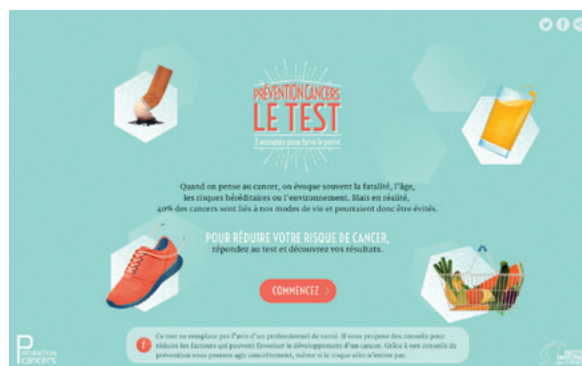 PRÉVENTION CANCERS
LE TEST
3 minutes pour faire le point
Quand on pense au cancer, on évoque souvent la fatalité, l'âge,
les risques héréditaires ou l'environnement. Mais en réalité,
40% des cancers sont liés à nos modes de vie et pourraient donc être évités.
POUR RÉDUIRE VOTRE RISQUE DE CANCER,
répondez au test et découvrez vos résultats.
COMMENCEZ >
i
Ce test ne remplace pas l'avis d'un professionnel de santé. Il vous propose des conseils pour
réduire les facteurs qui peuvent favoriser le développement d'un cancer. Grâce à nos conseils de
prévention vous pourrez agir concrètement, même si le risque zéro n'existe pas.
PRÉVENTION
cancers